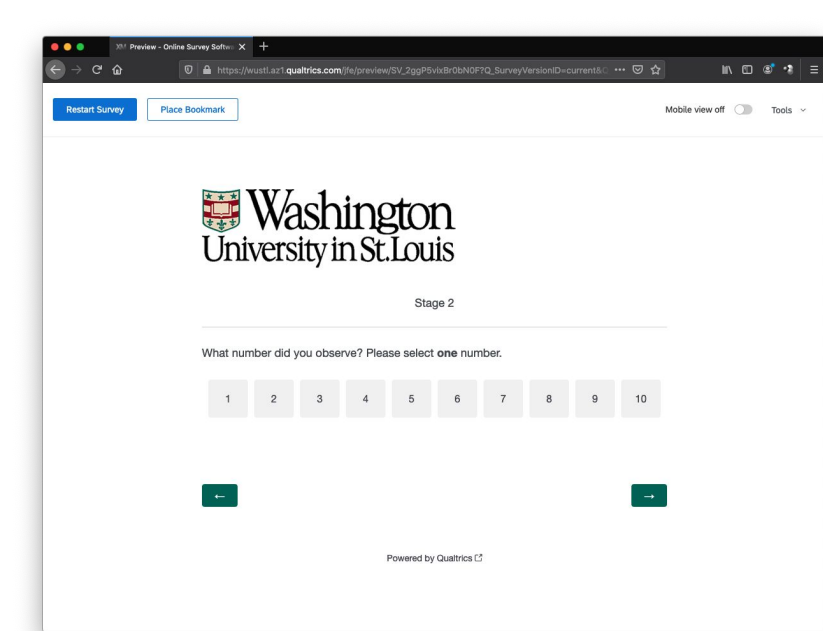 XM Preview - Online Survey Softwa
https://wustl.az1.qualtrics.com/jfe/preview/SV_2ggP5vixBr0bN0F?Q_SurveyVersionID=current&
Restart Survey
Place Bookmark
Mobile view off
Tools
Washington
University in St. Louis
Stage 2
What number did you observe? Please select one number.
1 2 3 4 5 6 7 8 9 10
← →
Powered by Qualtrics